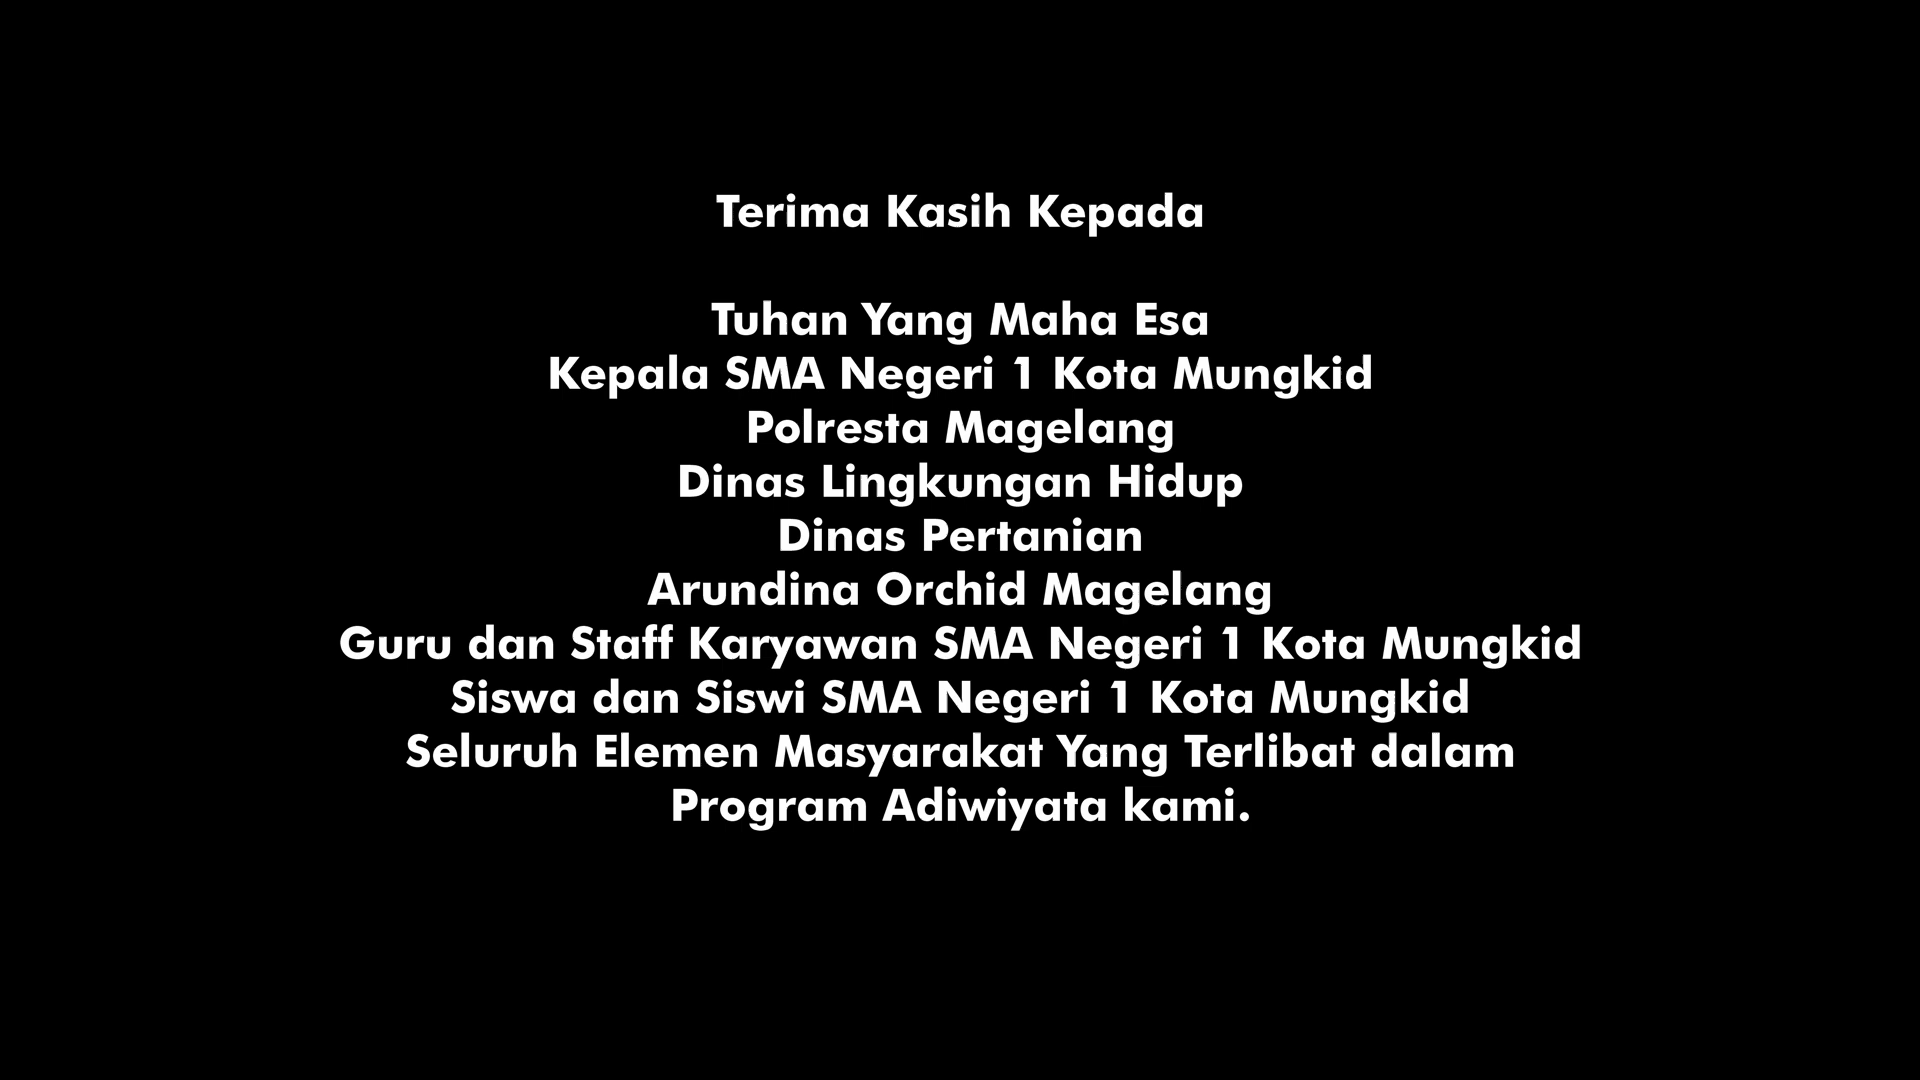 Terima Kasih Kepada
Tuhan Yang Maha Esa
Kepala SMA Negeri 1 Kota Mungkid
Polresta Magelang
Dinas Lingkungan Hidup
Dinas Pertanian
Arundina Orchid Magelang
Guru dan Staff Karyawan SMA Negeri 1 Kota Mungkid
Siswa dan Siswi SMA Negeri 1 Kota Mungkid
Seluruh Elemen Masyarakat Yang Terlibat dalam
Program Adiwiyata kami.